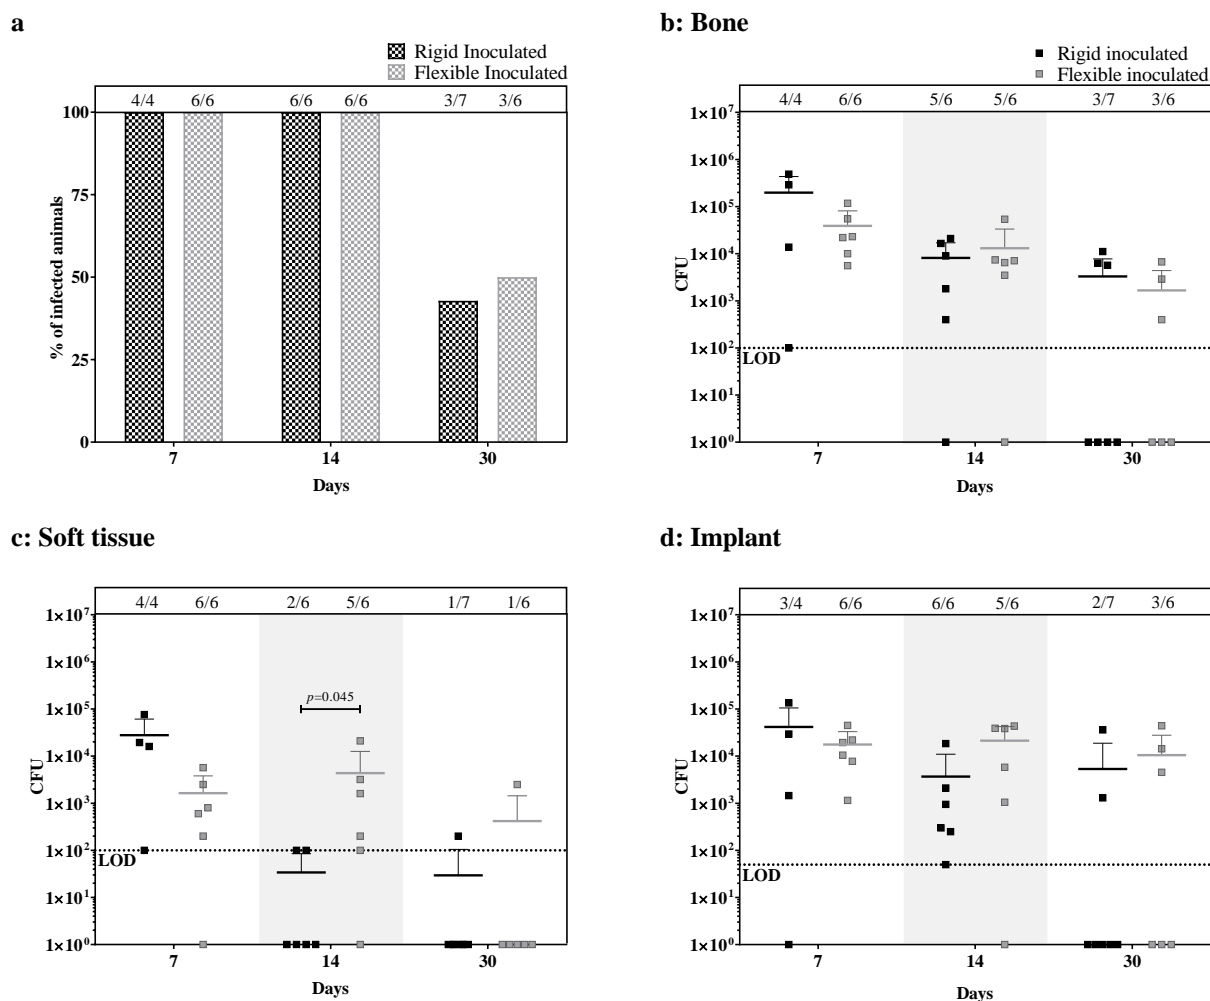 a
Rigid Inoculated
Flexible Inoculated
4/4 6/6 6/6 6/6 3/7 3/6
100
75
50
25
0
% of infected animals
7 14 30
Days
b: Bone
Rigid inoculated
Flexible inoculated
4/4 6/6 5/6 5/6 3/7 3/6
1×10⁷
1×10⁶
1×10⁵
1×10⁴
1×10³
1×10²
1×10¹
1×10⁰
CFU
LOD
7 14 30
Days
c: Soft tissue
4/4 6/6 2/6 5/6 1/7 1/6
1×10⁷
1×10⁶
1×10⁵
1×10⁴
1×10³
1×10²
1×10¹
1×10⁰
CFU
p=0.045
LOD
7 14 30
Days
d: Implant
3/4 6/6 6/6 5/6 2/7 3/6
1×10⁷
1×10⁶
1×10⁵
1×10⁴
1×10³
1×10²
1×10¹
1×10⁰
CFU
LOD
7 14 30
Days